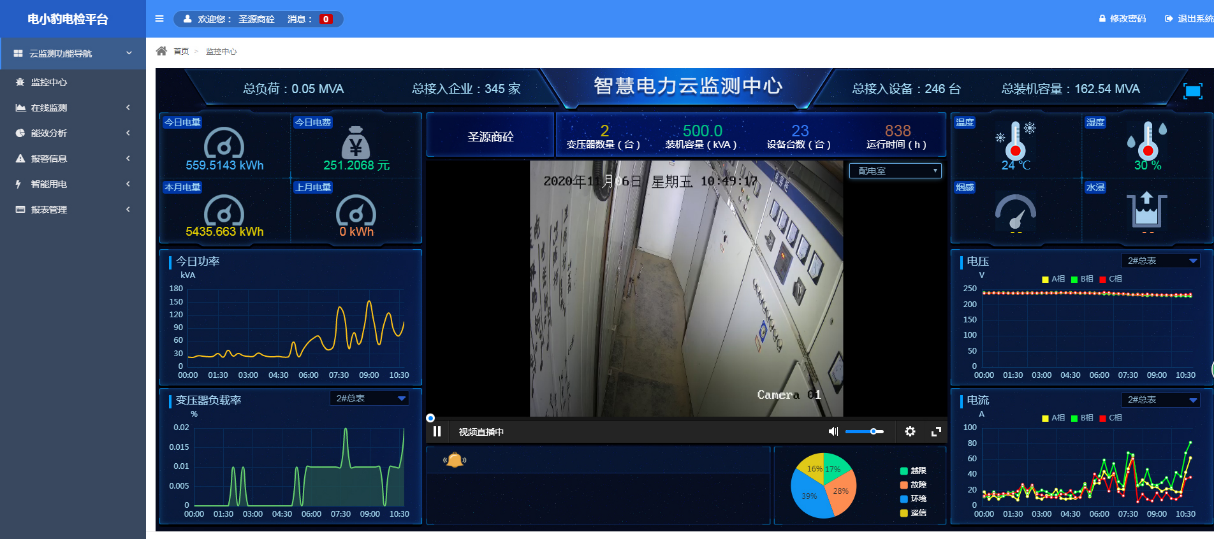 电小豹电检平台
欢迎您： 圣源商砼 消息： 0
修改密码 退出系统
云监测功能导航
监控中心
在线监测
能效分析
报警信息
智能用电
报表管理
首页 > 监控中心
总负荷：0.05 MVA
总接入企业：345 家
智慧电力云监测中心
总接入设备：246 台
总装机容量：162.54 MVA
今日电量
559.5143 kWh
今日电费
251.2068 元
本月电量
5435.663 kWh
上月电量
0 kWh
圣源商砼
2
变压器数量（台）
500.0
装机容量（kVA）
23
设备台数（台）
838
运行时间（h）
温度
24 ℃
湿度
30 %
烟感
--
水浸
--
2020年11月06日 星期五 10:49:17
配电室
Camera 01
视频直播中
今日功率
kVA
180
150
120
90
60
30
0
00:00 01:30 03:00 04:30 06:00 07:30 09:00 10:30
变压器负载率
2#总表
%
0.02
0.015
0.01
0.005
0
00:00 01:30 03:00 04:30 06:00 07:30 09:00 10:30
16% 17%
39% 28%
越限
故障
环境
遥信
电压
2#总表
V
A相 B相 C相
250
200
150
100
50
0
00:00 01:30 03:00 04:30 06:00 07:30 09:00 10:30
电流
2#总表
A
A相 B相 C相
100
80
60
40
20
0
00:00 01:30 03:00 04:30 06:00 07:30 09:00 10:30